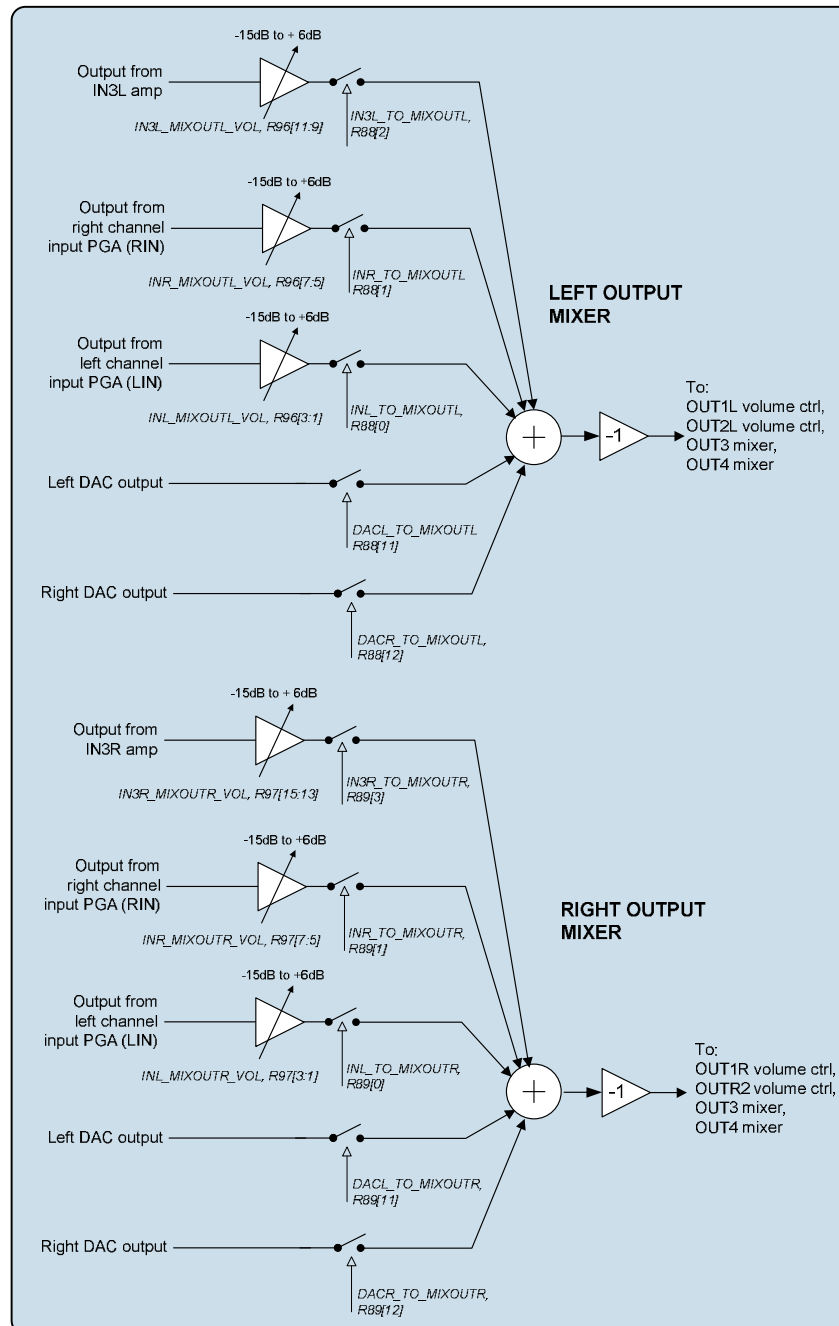 -15dB to + 6dB
Output from
IN3L amp
IN3L_MIXOUTL_VOL, R96[11:9]
IN3L_TO_MIXOUTL,
R88[2]
-15dB to +6dB
Output from
right channel
input PGA (RIN)
INR_MIXOUTL_VOL, R96[7:5]
INR_TO_MIXOUTL
R88[1]
LEFT OUTPUT
MIXER
-15dB to +6dB
Output from
left channel
input PGA (LIN)
INL_MIXOUTL_VOL, R96[3:1]
INL_TO_MIXOUTL,
R88[0]
+
-1
To:
OUT1L volume ctrl,
OUT2L volume ctrl,
OUT3 mixer,
OUT4 mixer
Left DAC output
DACL_TO_MIXOUTL
R88[11]
Right DAC output
DACR_TO_MIXOUTL,
R88[12]
-15dB to + 6dB
Output from
IN3R amp
IN3R_MIXOUTR_VOL, R97[15:13]
IN3R_TO_MIXOUTR,
R89[3]
-15dB to +6dB
Output from
right channel
input PGA (RIN)
INR_MIXOUTR_VOL, R97[7:5]
INR_TO_MIXOUTR,
R89[1]
RIGHT OUTPUT
MIXER
-15dB to +6dB
Output from
left channel
input PGA (LIN)
INL_MIXOUTR_VOL, R97[3:1]
INL_TO_MIXOUTR,
R89[0]
+
-1
To:
OUT1R volume ctrl,
OUTR2 volume ctrl,
OUT3 mixer,
OUT4 mixer
Left DAC output
DACL_TO_MIXOUTR,
R89[11]
Right DAC output
DACR_TO_MIXOUTR,
R89[12]